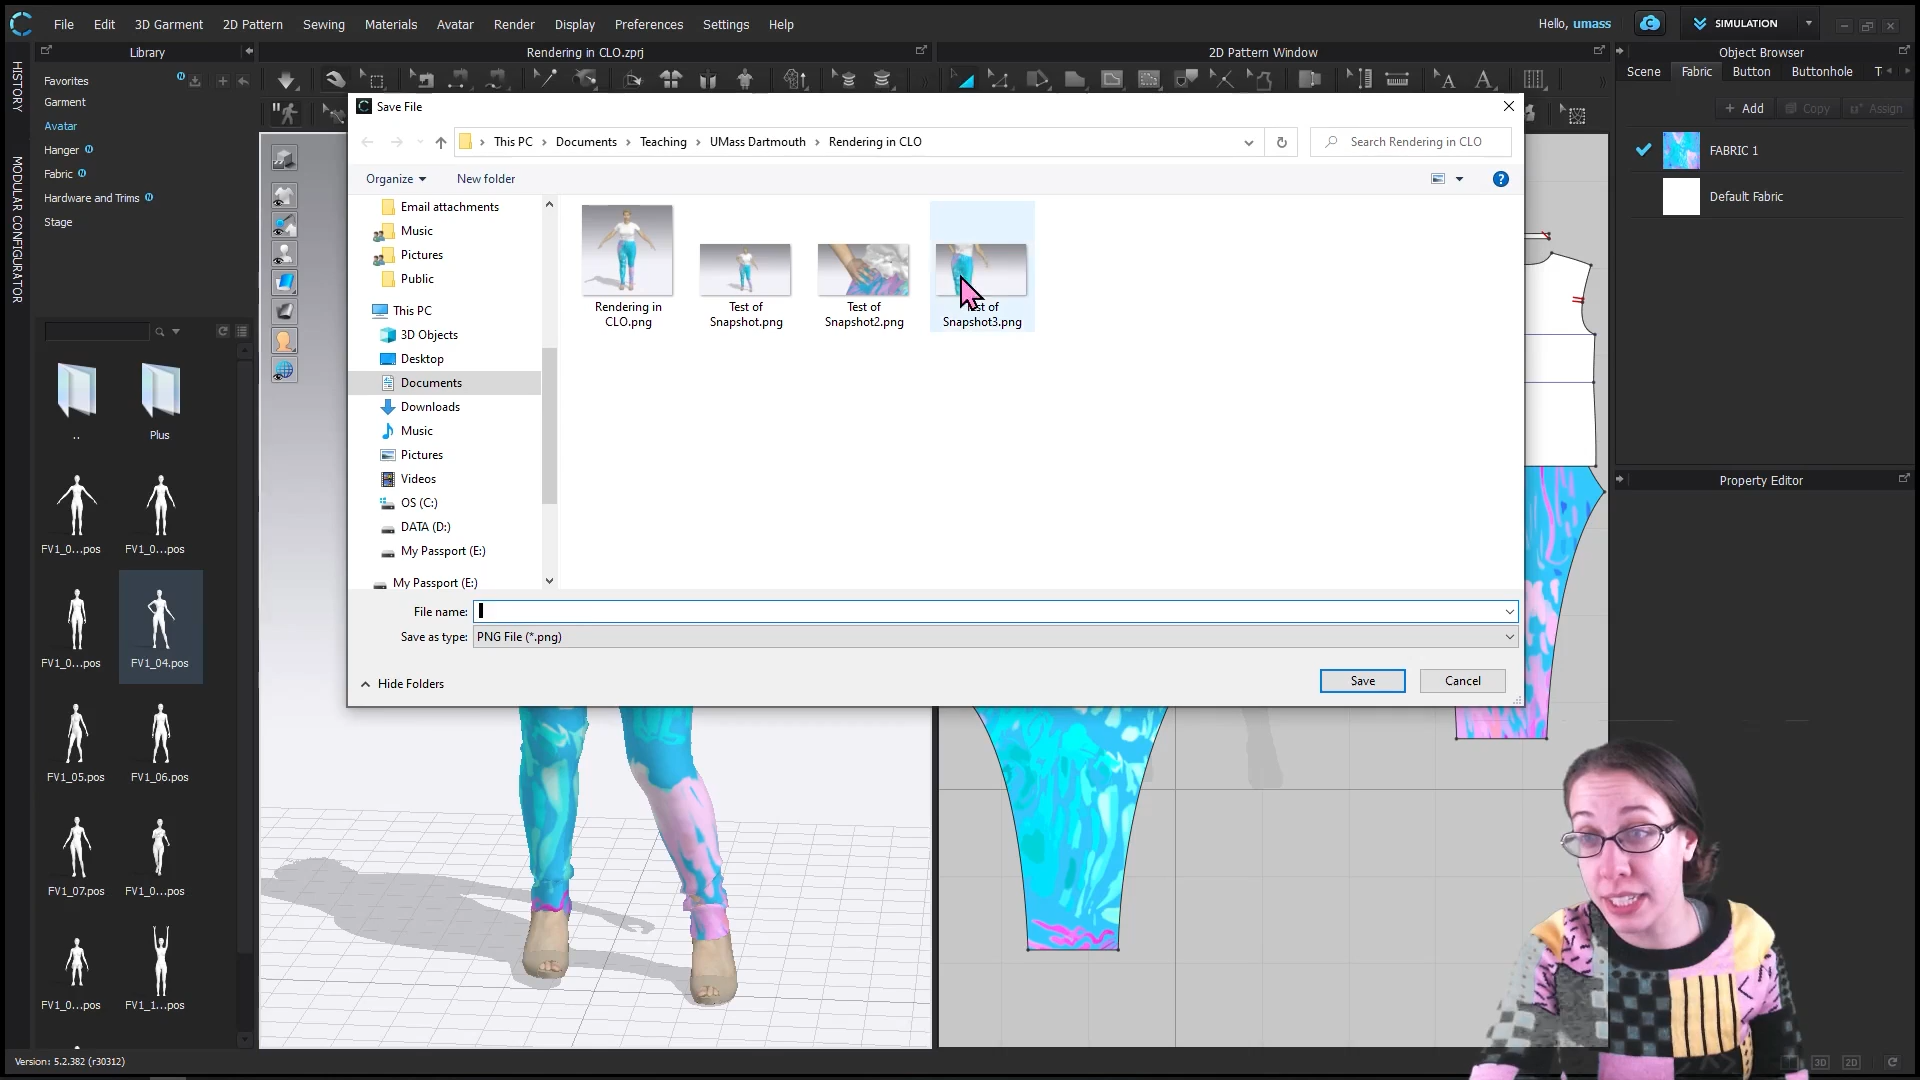 File Edit 3D Garment 2D Pattern Sewing Materials Avatar Render Display Preferences Settings Help
Hello, umass
SIMULATION
Library
Rendering in CLO.zprj
2D Pattern Window
Object Browser
HISTORY
MODULAR CONFIGURATOR
Favorites
Garment
Avatar
Hanger
Fabric
Hardware and Trims
Stage
..
Plus
FV1_0...pos
FV1_0...pos
FV1_0...pos
FV1_04.pos
FV1_05.pos
FV1_06.pos
FV1_07.pos
FV1_0...pos
FV1_0...pos
FV1_1...pos
Version: 5.2.382 (r30312)
Save File
This PC > Documents > Teaching > UMass Dartmouth > Rendering in CLO
Search Rendering in CLO
Organize
New folder
Email attachments
Music
Pictures
Public
This PC
3D Objects
Desktop
Documents
Downloads
Music
Pictures
Videos
OS (C:)
DATA (D:)
My Passport (E:)
My Passport (E:)
Rendering in
CLO.png
Test of
Snapshot.png
Test of
Snapshot2.png
of
Snapshot3.png
File name:
Save as type: PNG File (*.png)
Hide Folders
Save
Cancel
Scene Fabric Button Buttonhole T
+ Add
Copy
Assign
FABRIC 1
Default Fabric
Property Editor
3D
2D